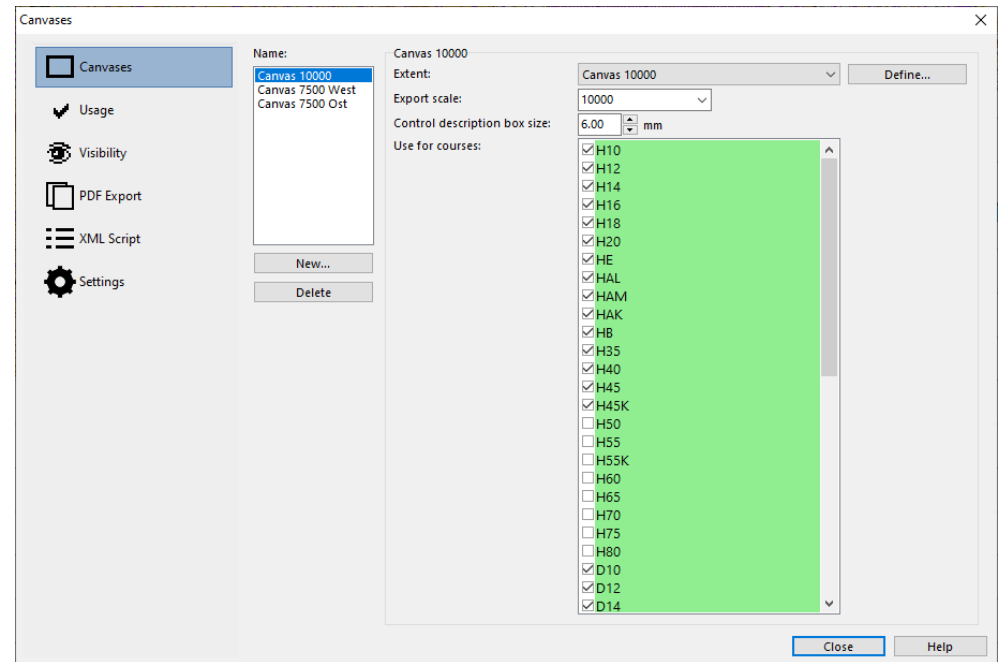 Canvases
Canvases
Usage
Visibility
PDF Export
XML Script
Settings
Name:
Canvas 10000
Canvas 7500 West
Canvas 7500 Ost
New...
Delete
Canvas 10000
Extent:
Canvas 10000
Define...
Export scale:
10000
Control description box size:
6.00
mm
Use for courses:
H10
H12
H14
H16
H18
H20
HE
HAL
HAM
HAK
HB
H35
H40
H45
H45K
H50
H55
H55K
H60
H65
H70
H75
H80
D10
D12
D14
Close
Help